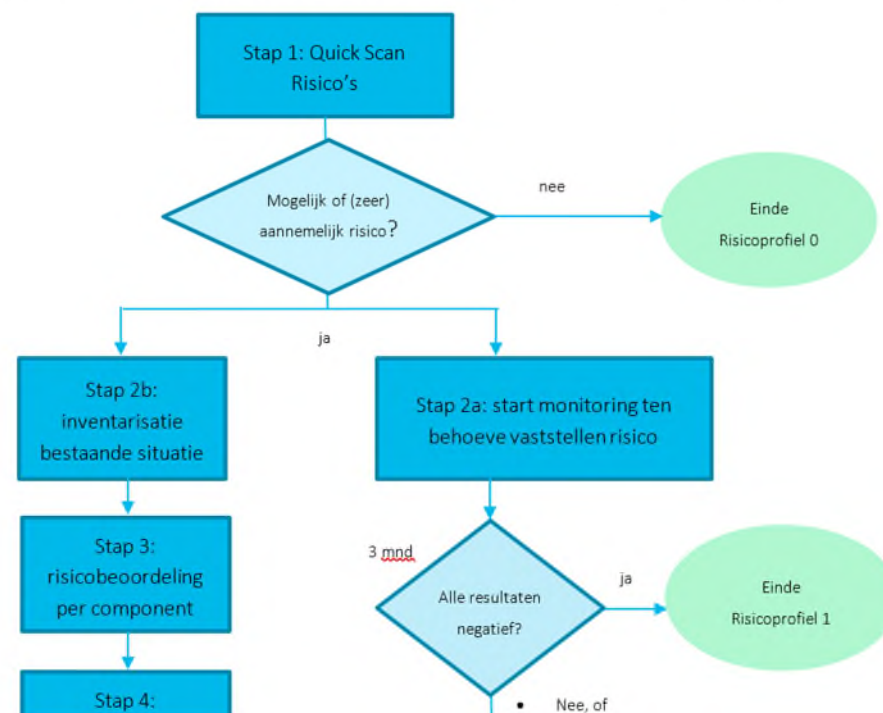 Stap 1: Quick Scan
Risico's
Mogelijk of (zeer)
aannemelijk risico?
nee
Einde
Risicoprofiel 0
ja
Stap 2b:
inventarisatie
bestaande situatie
Stap 2a: start monitoring ten
behoeve vaststellen risico
Stap 3:
risicobeoordeling
per component
3 mnd
Alle resultaten
negatief?
ja
Einde
Risicoprofiel 1
Stap 4:
• Nee, of